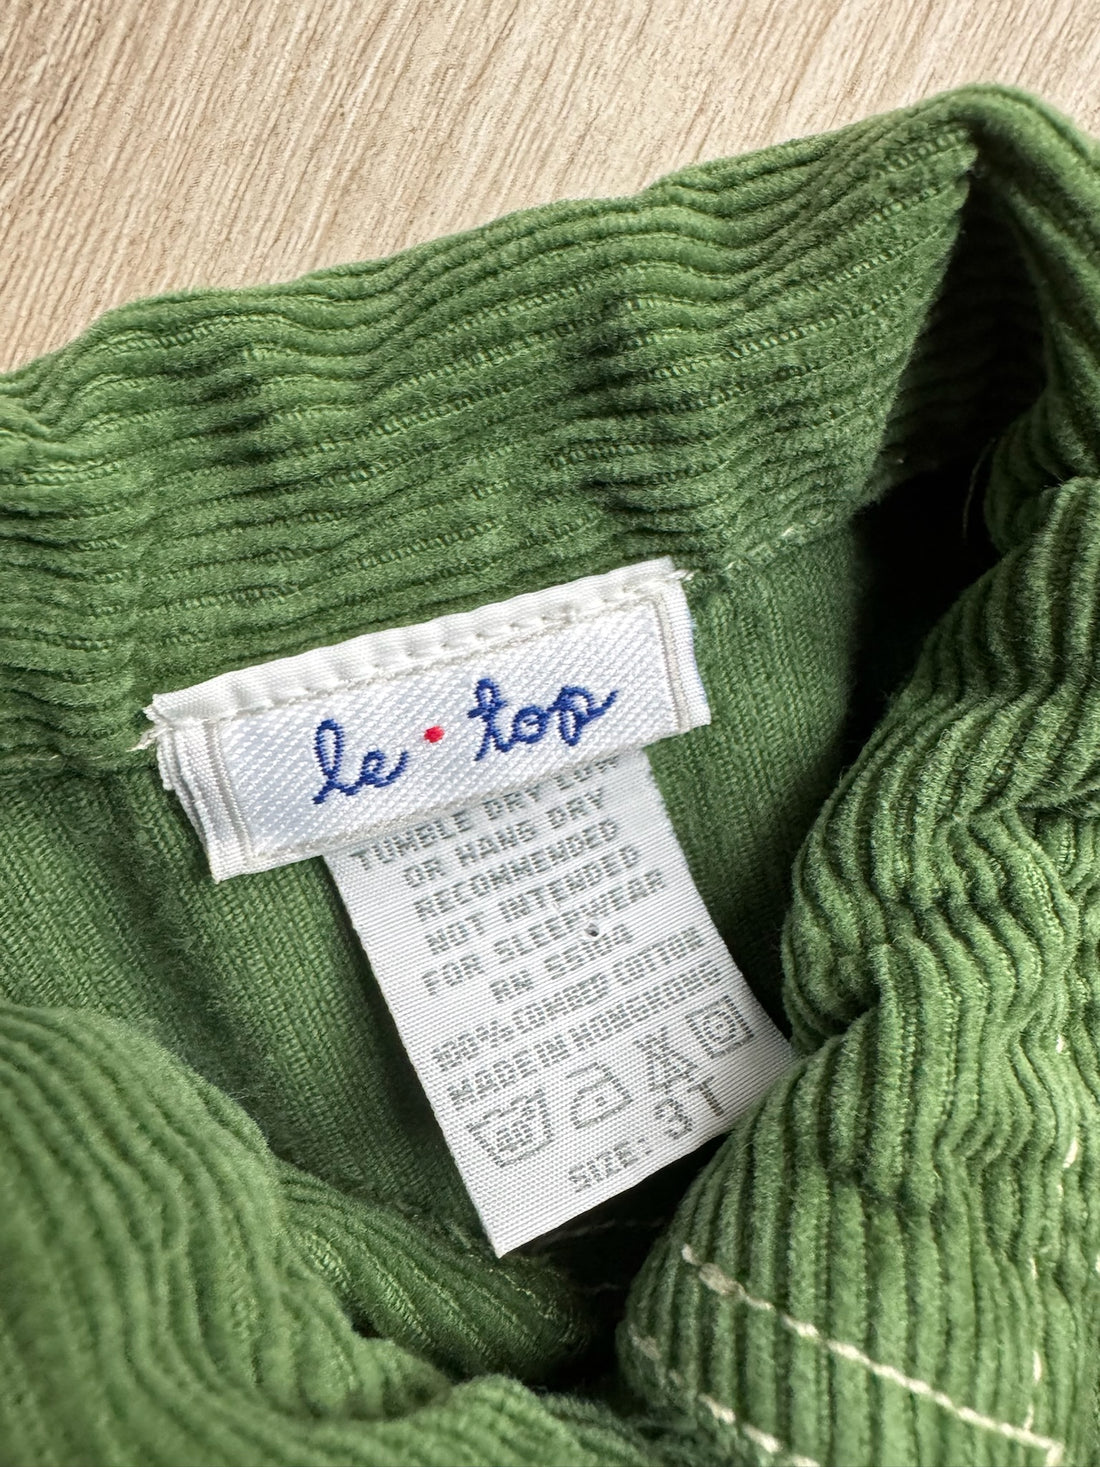 le • top
TUMBLE DRY LOW
OR HANG DRY
RECOMMENDED
NOT INTENDED
FOR SLEEPWEAR
RN
100% COMBED COTTON
MADE IN HONGKONG
SIZE: 3T